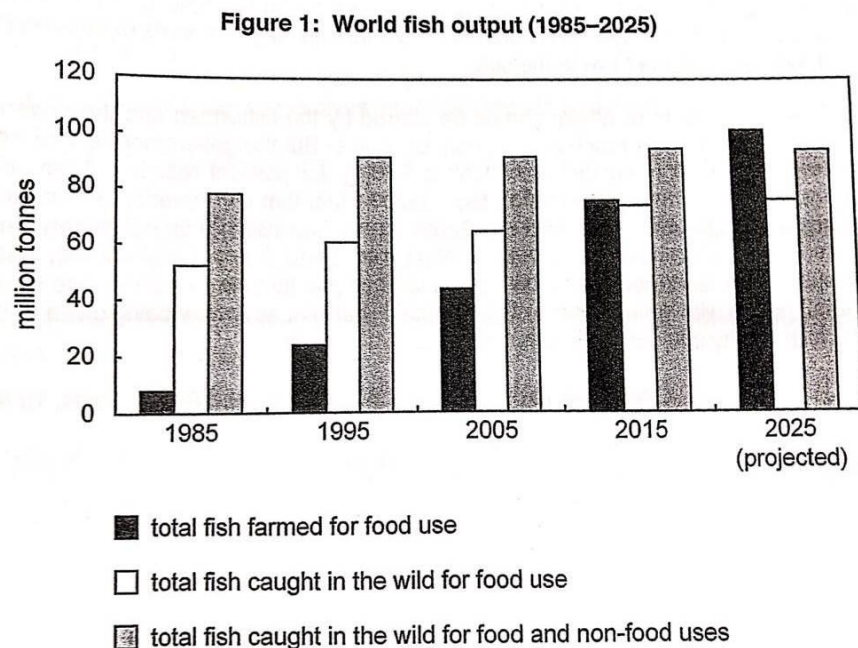 Figure 1: World fish output (1985–2025)
120
100
80
60
40
20
0
million tonnes
1985 1995 2005 2015 2025
(projected)
total fish farmed for food use
total fish caught in the wild for food use
total fish caught in the wild for food and non-food uses